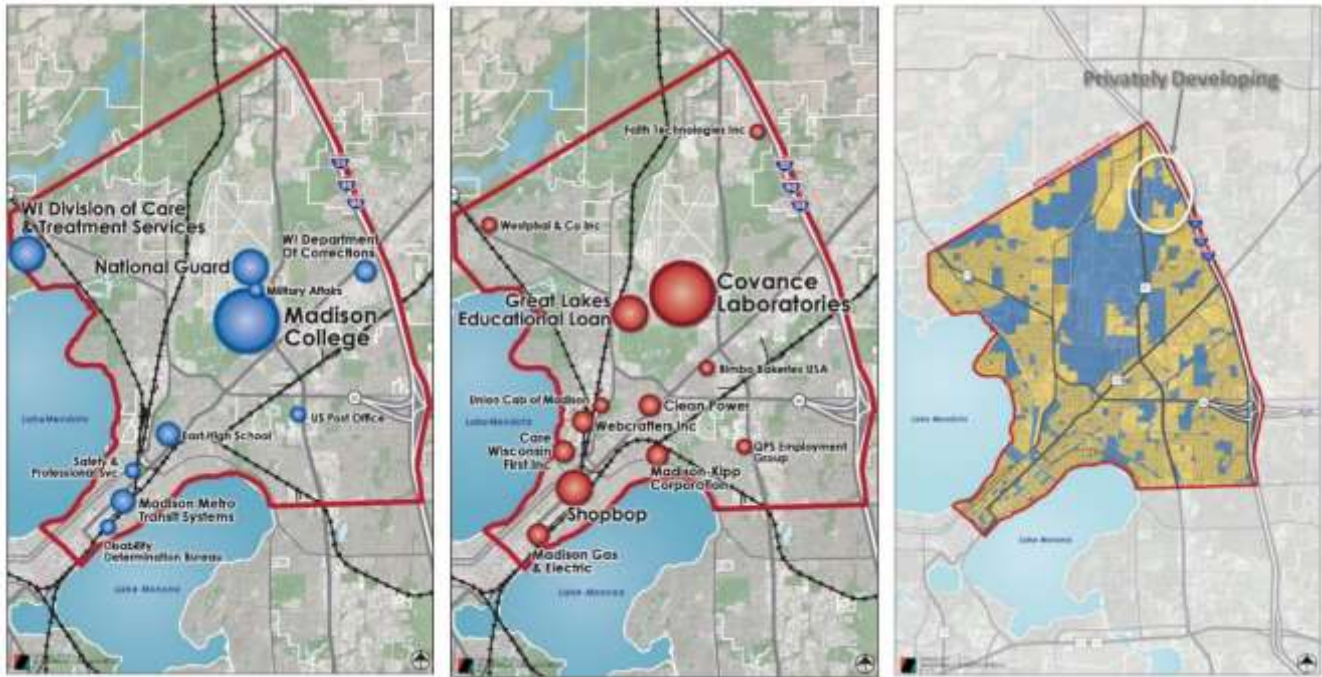 WI Division of Care
& Treatment Services
WI Department
Of Corrections
National Guard
Military Affairs
Madison
College
Lake Mendota
US Post Office
East High School
Safety &
Professional Svc
Madison Metro
Transit Systems
Disability
Determination Bureau
Lake Monona
Faith Technologies Inc
Westphal & Co Inc
Covance
Laboratories
Great Lakes
Educational Loan
Bimbo Bakeries USA
Lake Mendota
Union Cab of Madison
Clean Power
Webcrafters Inc
Care
Wisconsin
First Inc
QPS Employment
Group
Madison-Kipp
Corporation
Shopbop
Madison Gas
& Electric
Lake Monona
Privately Developing
Lake Mendota
Lake Monona